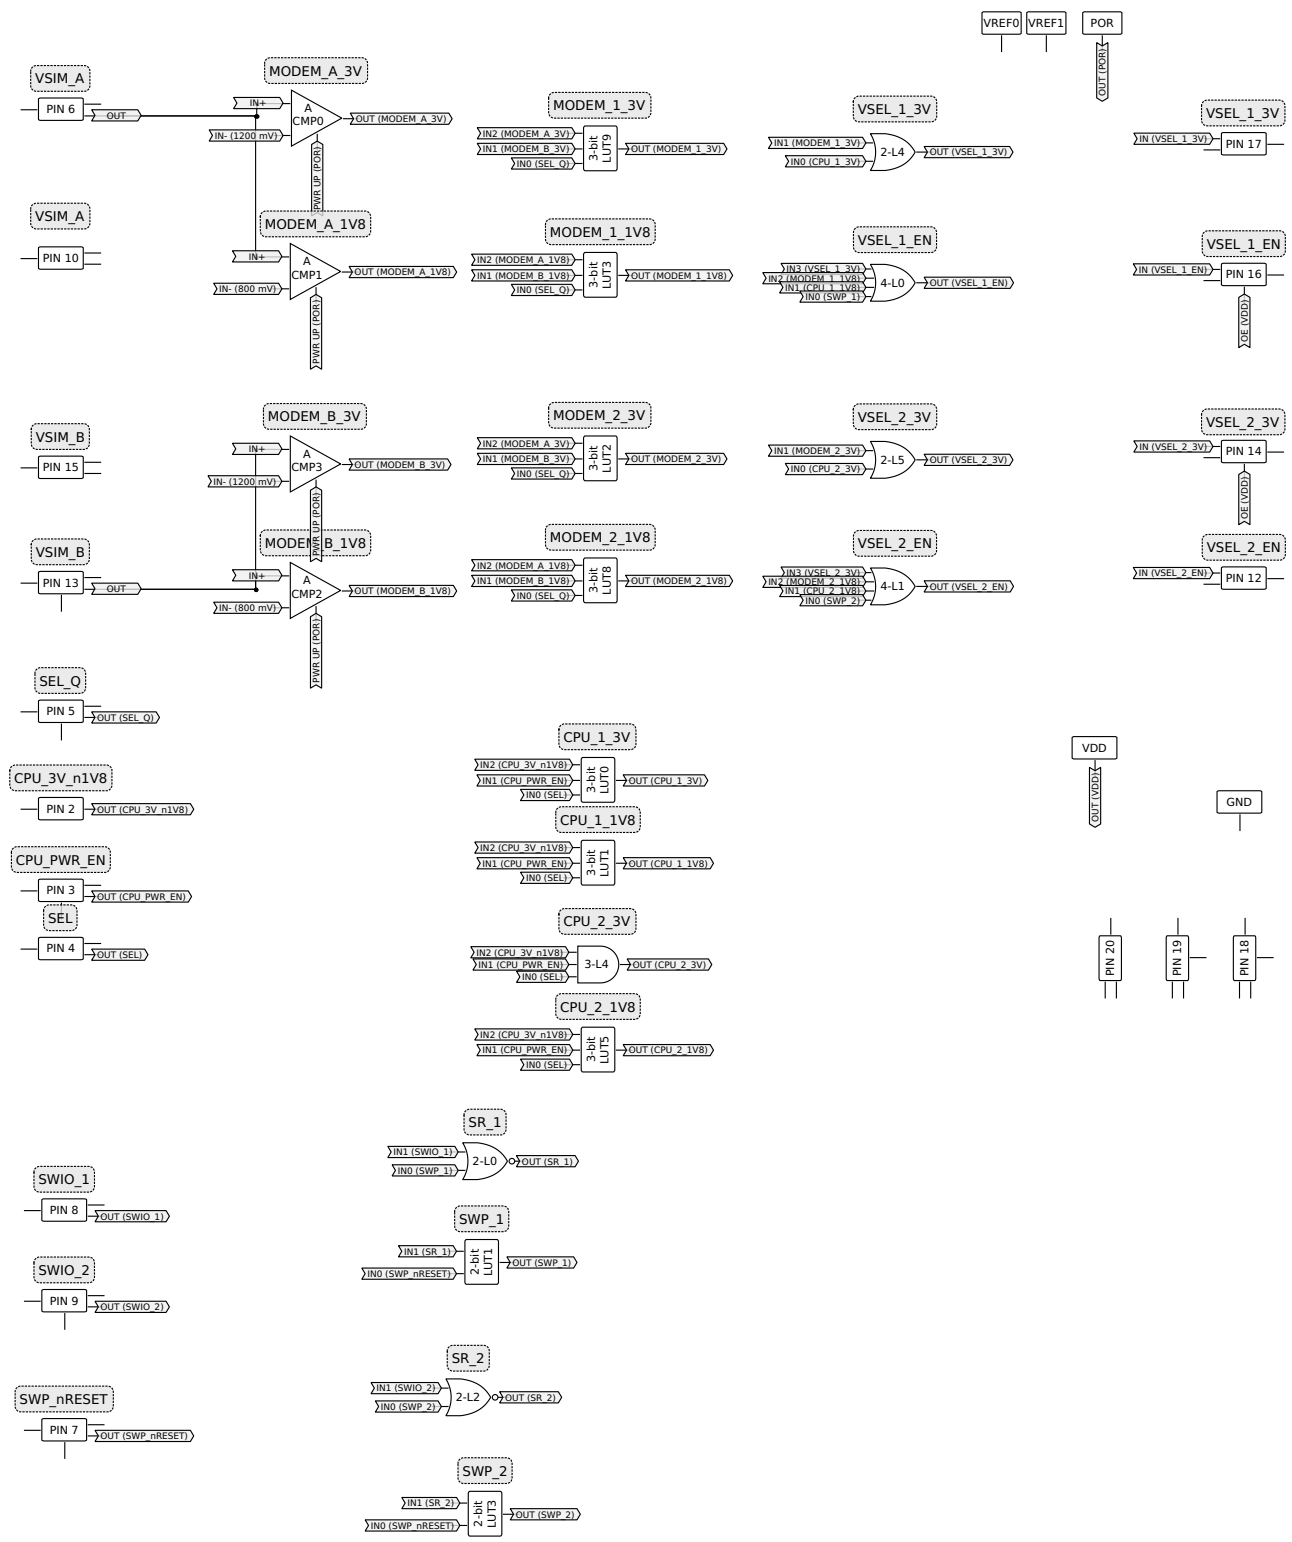 VREF0
VREF1
POR
OUT (POR)
VSIM_A
PIN 6
OUT
MODEM_A_3V
IN+
IN- (1200 mV)
A
CMP0
OUT (MODEM_A_3V)
PWR UP (POR)
MODEM_1_3V
IN2 (MODEM_A_3V)
IN1 (MODEM_B_3V)
IN0 (SEL_Q)
3-bit
LUT9
OUT (MODEM_1_3V)
VSEL_1_3V
IN1 (MODEM_1_3V)
IN0 (CPU_1_3V)
2-L4
OUT (VSEL_1_3V)
VSEL_1_3V
IN (VSEL_1_3V)
PIN 17
VSIM_A
PIN 10
MODEM_A_1V8
IN+
IN- (800 mV)
A
CMP1
OUT (MODEM_A_1V8)
PWR UP (POR)
MODEM_1_1V8
IN2 (MODEM_A_1V8)
IN1 (MODEM_B_1V8)
IN0 (SEL_Q)
3-bit
LUT3
OUT (MODEM_1_1V8)
VSEL_1_EN
IN3 (VSEL_1_3V)
IN2 (MODEM_1_1V8)
IN1 (CPU_1_1V8)
IN0 (SWP_1)
4-L0
OUT (VSEL_1_EN)
VSEL_1_EN
IN (VSEL_1_EN)
PIN 16
OE (VDD)
VSIM_B
PIN 15
MODEM_B_3V
IN+
IN- (1200 mV)
A
CMP3
OUT (MODEM_B_3V)
PWR UP (POR)
MODEM_2_3V
IN2 (MODEM_A_3V)
IN1 (MODEM_B_3V)
IN0 (SEL_Q)
3-bit
LUT2
OUT (MODEM_2_3V)
VSEL_2_3V
IN1 (MODEM_2_3V)
IN0 (CPU_2_3V)
2-L5
OUT (VSEL_2_3V)
VSEL_2_3V
IN (VSEL_2_3V)
PIN 14
OE (VDD)
VSIM_B
PIN 13
OUT
MODEM_B_1V8
IN+
IN- (800 mV)
A
CMP2
OUT (MODEM_B_1V8)
PWR UP (POR)
MODEM_2_1V8
IN2 (MODEM_A_1V8)
IN1 (MODEM_B_1V8)
IN0 (SEL_Q)
3-bit
LUT8
OUT (MODEM_2_1V8)
VSEL_2_EN
IN3 (VSEL_2_3V)
IN2 (MODEM_2_1V8)
IN1 (CPU_2_1V8)
IN0 (SWP_2)
4-L1
OUT (VSEL_2_EN)
VSEL_2_EN
IN (VSEL_2_EN)
PIN 12
SEL_Q
PIN 5
OUT (SEL_Q)
CPU_3V_n1V8
PIN 2
OUT (CPU_3V_n1V8)
CPU_PWR_EN
PIN 3
OUT (CPU_PWR_EN)
SEL
PIN 4
OUT (SEL)
CPU_1_3V
IN2 (CPU_3V_n1V8)
IN1 (CPU_PWR_EN)
IN0 (SEL)
3-bit
LUT0
OUT (CPU_1_3V)
CPU_1_1V8
IN2 (CPU_3V_n1V8)
IN1 (CPU_PWR_EN)
IN0 (SEL)
3-bit
LUT1
OUT (CPU_1_1V8)
CPU_2_3V
IN2 (CPU_3V_n1V8)
IN1 (CPU_PWR_EN)
IN0 (SEL)
3-L4
OUT (CPU_2_3V)
CPU_2_1V8
IN2 (CPU_3V_n1V8)
IN1 (CPU_PWR_EN)
IN0 (SEL)
3-bit
LUT5
OUT (CPU_2_1V8)
VDD
OUT (VDD)
GND
PIN 20
PIN 19
PIN 18
SR_1
IN1 (SWIO_1)
IN0 (SWP_1)
2-L0
OUT (SR_1)
SWIO_1
PIN 8
OUT (SWIO_1)
SWP_1
IN1 (SR_1)
IN0 (SWP_nRESET)
2-bit
LUT1
OUT (SWP_1)
SWIO_2
PIN 9
OUT (SWIO_2)
SR_2
IN1 (SWIO_2)
IN0 (SWP_2)
2-L2
OUT (SR_2)
SWP_nRESET
PIN 7
OUT (SWP_nRESET)
SWP_2
IN1 (SR_2)
IN0 (SWP_nRESET)
2-bit
LUT3
OUT (SWP_2)